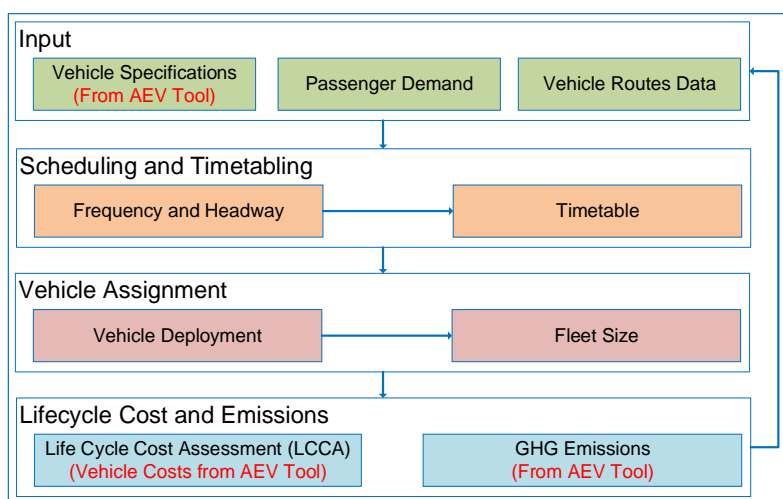 Input
Vehicle Specifications
(From AEV Tool)
Passenger Demand
Vehicle Routes Data
Scheduling and Timetabling
Frequency and Headway
Timetable
Vehicle Assignment
Vehicle Deployment
Fleet Size
Lifecycle Cost and Emissions
Life Cycle Cost Assessment (LCCA)
(Vehicle Costs from AEV Tool)
GHG Emissions
(From AEV Tool)